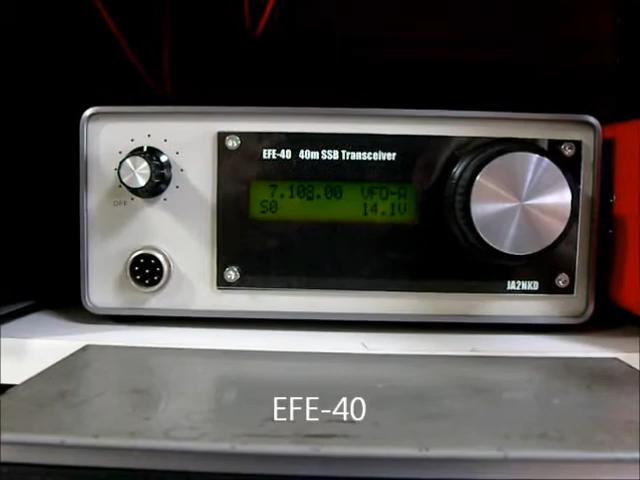 EFE-40 40m SSB Transceiver
7.108.00 VFO-A
S0 14.1V
OFF
JA2NKD
EFE-40